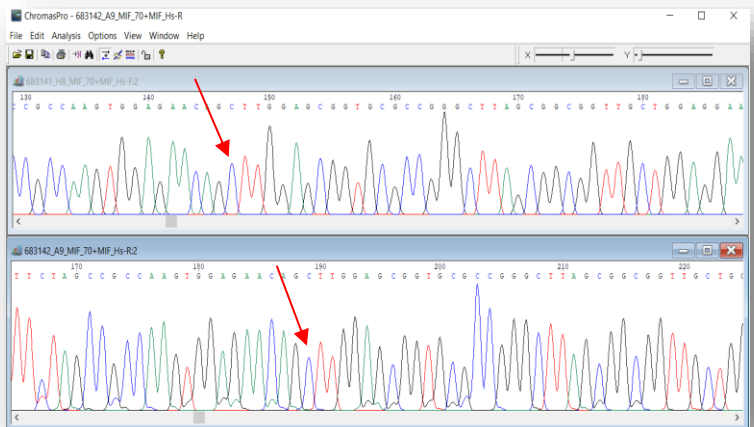 ChromasPro - 683142_A9_MIF_70+MIF_Hs-R
File Edit Analysis Options View Window Help
X Y
683141_H8_MIF_70+MIF_Hs-F:2
130 140 150 160 170 180
C C G C C A A G T G G A G A A C A G C T T G G A G C G G T G C G C C G G G C T T A G C G G C G G T T G C T G G A G G A A
683142_A9_MIF_70+MIF_Hs-R:2
170 180 190 200 210 220
T T C T A G C C G C C A A G T G G A G A A C A G C T T G G A G C G G T G C G C C G G G C T T A G C G G C G G T T G C T G